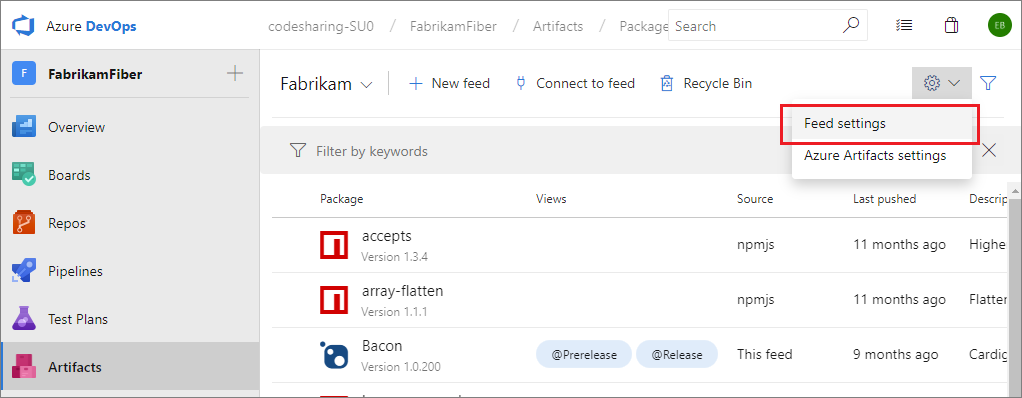 Azure DevOps
codesharing-SU0 / FabrikamFiber / Artifacts / Package
Search
EB
F FabrikamFiber
Overview
Boards
Repos
Pipelines
Test Plans
Artifacts
Fabrikam
New feed
Connect to feed
Recycle Bin
Feed settings
Azure Artifacts settings
Filter by keywords
Package Views Source Last pushed Descrip
accepts npmjs 11 months ago Highe
Version 1.3.4
array-flatten npmjs 11 months ago Flatten
Version 1.1.1
Bacon @Prerelease @Release This feed 9 months ago Cardig
Version 1.0.200